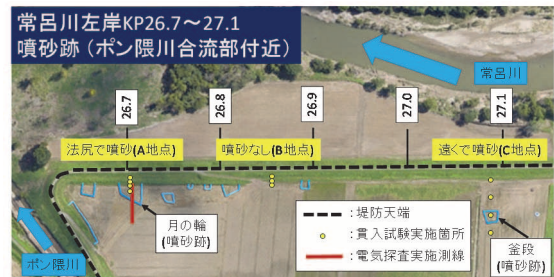 常呂川左岸KP26.7～27.1
噴砂跡（ポン隈川合流部付近）
常呂川
26.7
26.8
26.9
27.0
27.1
法尻で噴砂(A地点)
噴砂なし(B地点)
遠くで噴砂(C地点)
月の輪
(噴砂跡)
：堤防天端
：貫入試験実施箇所
：電気探査実施測線
釜段
(噴砂跡)
ポン隈川